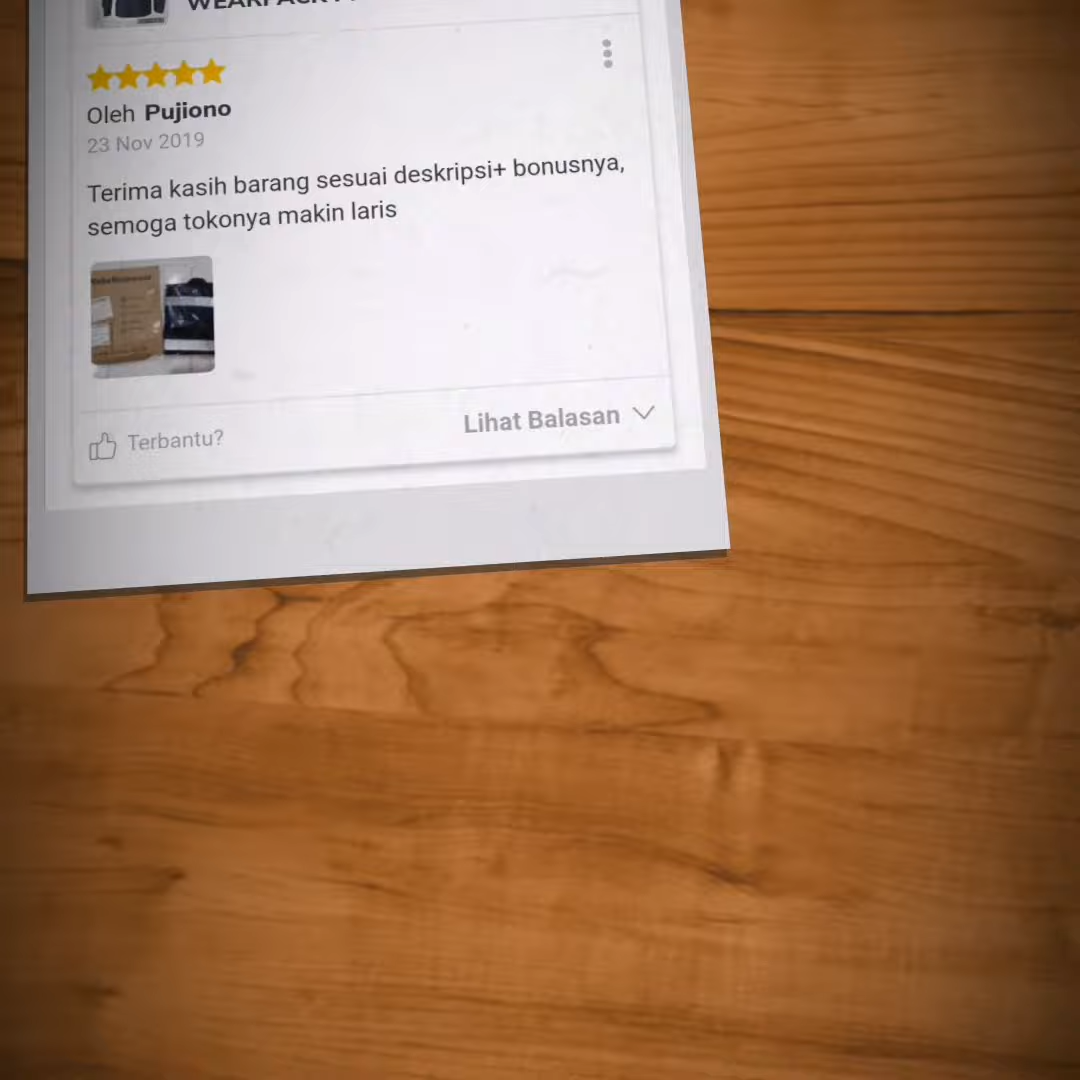 Oleh Pujiono
23 Nov 2019
Terima kasih barang sesuai deskripsi+ bonusnya,
semoga tokonya makin laris
Terbantu?
Lihat Balasan